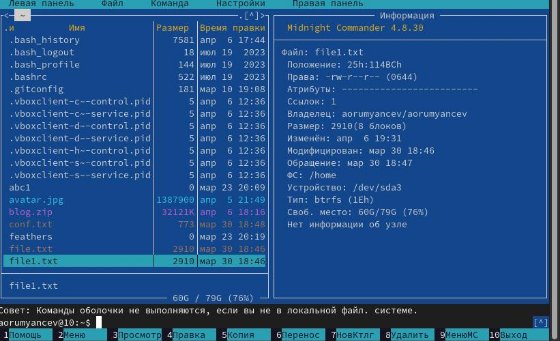 Левая панель Файл Команда Настройки Правая панель
<─ ~ .[^]>
.и Имя Размер Время правки
.bash_history 7581 апр 6 17:44
.bash_logout 18 июл 19 2023
.bash_profile 144 июл 19 2023
.bashrc 522 июл 19 2023
.gitconfig 181 мар 10 19:08
.vboxclient-c~-control.pid 5 апр 6 12:36
.vboxclient-c~-service.pid 5 апр 6 12:36
.vboxclient-d~-service.pid 5 апр 6 12:36
.vboxclient-h~-control.pid 5 апр 6 12:36
.vboxclient-s~-control.pid 5 апр 6 12:36
.vboxclient-s~-service.pid 5 апр 6 12:36
abc1 0 мар 23 20:09
avatar.jpg 1387900 апр 5 21:49
blog.zip 32121K апр 6 18:16
conf.txt 773 мар 30 18:48
feathers 0 мар 23 20:19
file.txt 2910 мар 30 18:46
file1.txt 2910 мар 30 18:46
file1.txt
60G / 79G (76%)
Информация
Midnight Commander 4.8.30
Файл: file1.txt
Положение: 25h:114BCh
Права: -rw-r--r-- (0644)
Атрибуты: -------------------------
Ссылок: 1
Владелец: aorumyancev/aorumyancev
Размер: 2910(8 блоков)
Изменён: апр 6 19:31
Модифицирован: мар 30 18:46
Обращение: мар 30 18:47
ФС: /home
Устройство: /dev/sda3
Тип: btrfs (1Eh)
Своб. место: 60G/79G (76%)
Нет информации об узле
Совет: Команды оболочки не выполняются, если вы не в локальной файл. системе.
aorumyancev@10:~$ [^]
1Помощь 2Меню 3Просмотр 4Правка 5Копия 6Перенос 7НовКтлг 8Удалить 9МенюMC 10Выход